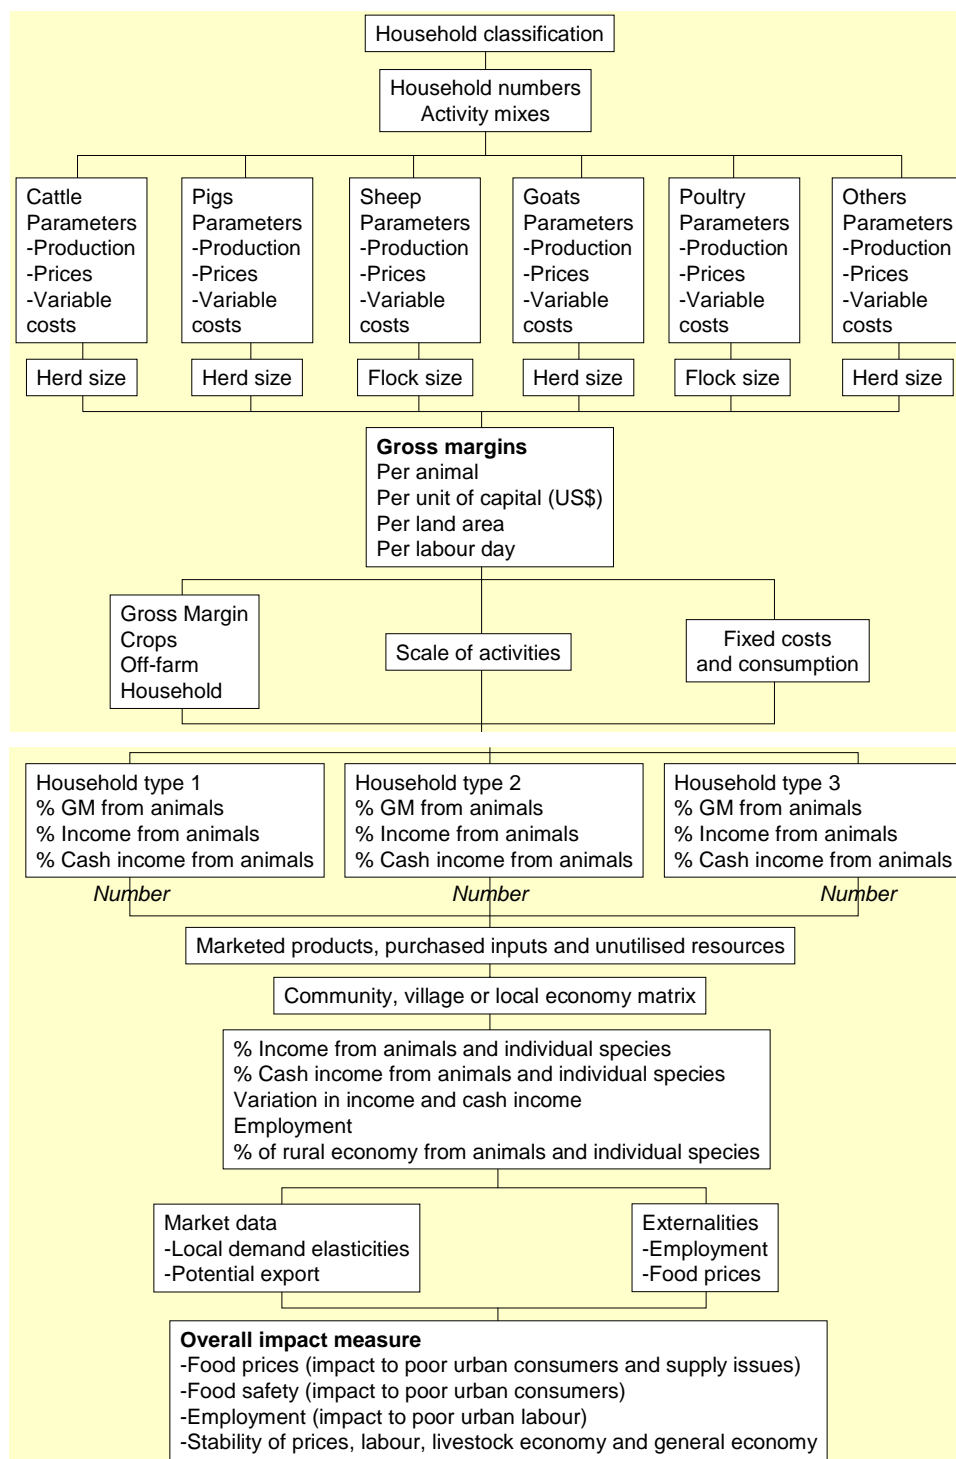 Household classification
Household numbers
Activity mixes
Cattle
Parameters
-Production
-Prices
-Variable
costs
Pigs
Parameters
-Production
-Prices
-Variable
costs
Sheep
Parameters
-Production
-Prices
-Variable
costs
Goats
Parameters
-Production
-Prices
-Variable
costs
Poultry
Parameters
-Production
-Prices
-Variable
costs
Others
Parameters
-Production
-Prices
-Variable
costs
Herd size
Herd size
Flock size
Herd size
Flock size
Herd size
Gross margins
Per animal
Per unit of capital (US$)
Per land area
Per labour day
Gross Margin
Crops
Off-farm
Household
Scale of activities
Fixed costs
and consumption
Household type 1
% GM from animals
% Income from animals
% Cash income from animals
Household type 2
% GM from animals
% Income from animals
% Cash income from animals
Household type 3
% GM from animals
% Income from animals
% Cash income from animals
Number
Number
Number
Marketed products, purchased inputs and unutilised resources
Community, village or local economy matrix
% Income from animals and individual species
% Cash income from animals and individual species
Variation in income and cash income
Employment
% of rural economy from animals and individual species
Market data
-Local demand elasticities
-Potential export
Externalities
-Employment
-Food prices
Overall impact measure
-Food prices (impact to poor urban consumers and supply issues)
-Food safety (impact to poor urban consumers)
-Employment (impact to poor urban labour)
-Stability of prices, labour, livestock economy and general economy